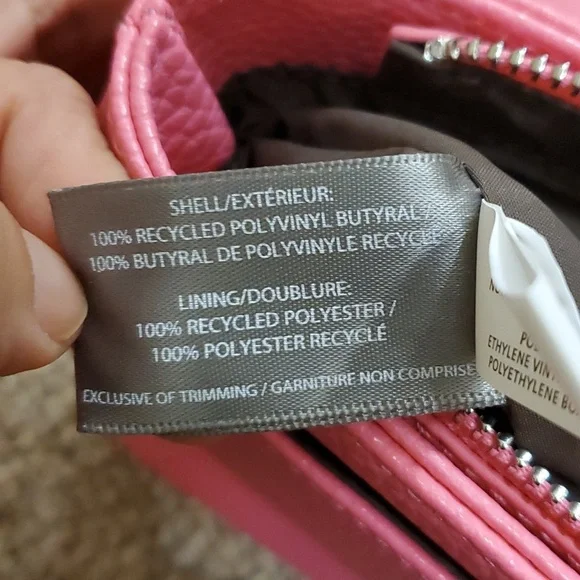 SHELL/EXTÉRIEUR:
100% RECYCLED POLYVINYL BUTYRAL /
100% BUTYRAL DE POLYVINYLE RECYCLÉ
LINING/DOUBLURE:
100% RECYCLED POLYESTER /
100% POLYESTER RECYCLÉ
EXCLUSIVE OF TRIMMING / GARNITURE NON COMPRISE
ETHYLENE
POLYETHYLENE